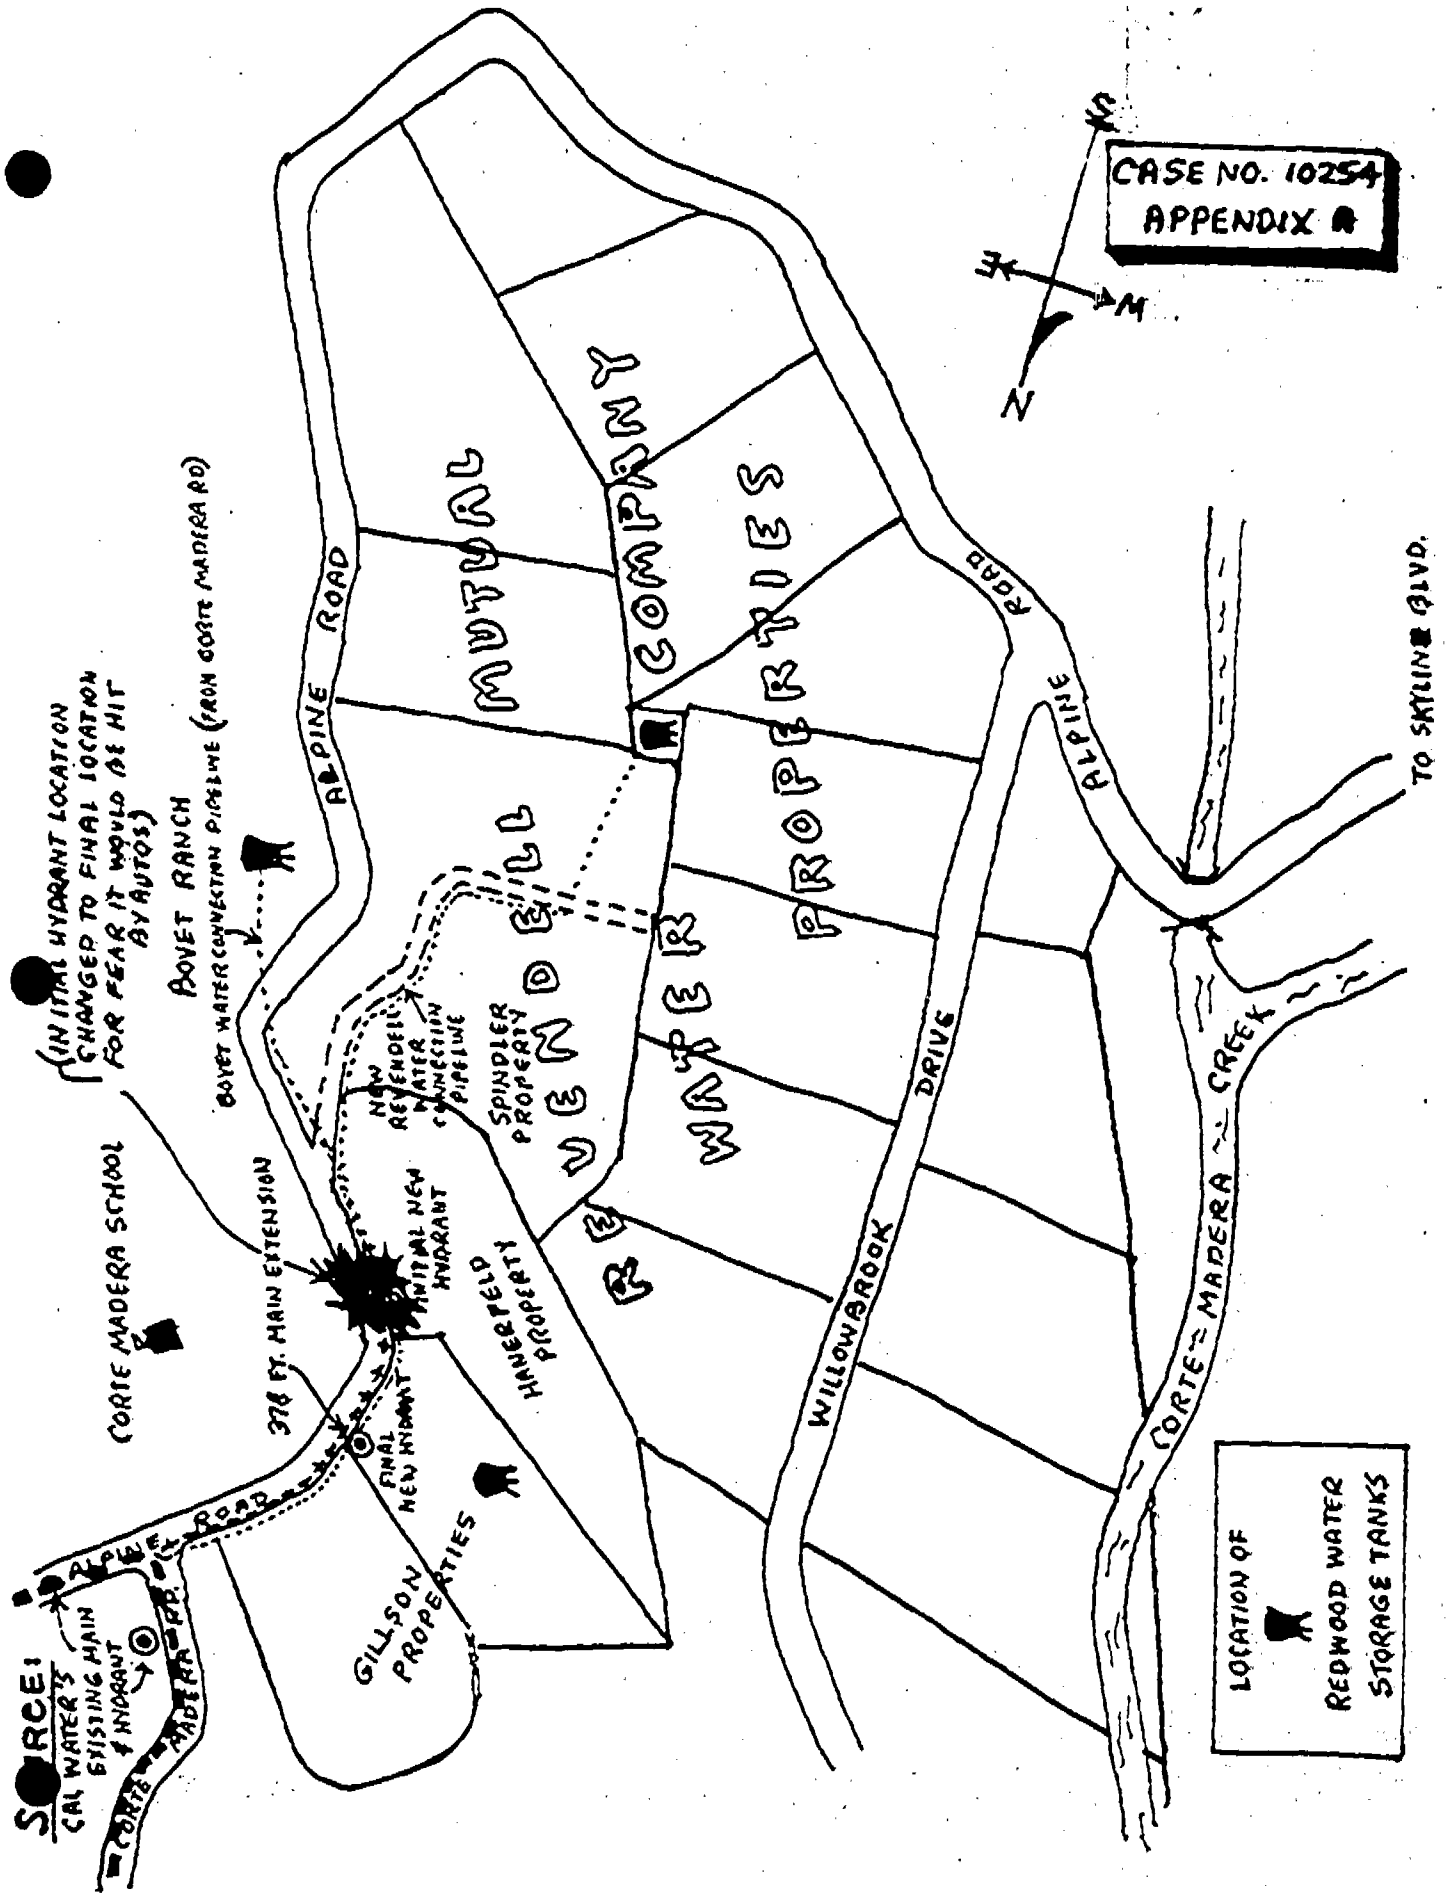 CASE NO. 10254
APPENDIX A
N
S
E
W
SOURCE:
CAL WATER'S
EXISTING MAIN
& HYDRANT
CORTE MADERA RD.
ALPINE ROAD
CORTE MADERA SCHOOL
378 FT. MAIN EXTENSION
(INITIAL HYDRANT LOCATION
CHANGED TO FINAL LOCATION
FOR FEAR IT WOULD BE HIT
BY AUTOS)
BOVET RANCH
BOVET WATER CONNECTION PIPELINE (FROM CORTE MADERA RD)
ALPINE ROAD
FINAL
NEW HYDRANT
INITIAL NEW
HYDRANT
NEW
REVENDELL
WATER
CONNECTION
PIPELINE
SPINDLER
PROPERTY
HANERFELD
PROPERTY
GILLSON
PROPERTIES
REVENDELL MUTUAL
WATER COMPANY
PROPERTIES
WILLOWBROOK DRIVE
ALPINE ROAD
CORTE - MADERA - CREEK
TO SKYLINE BLVD.
LOCATION OF
REDWOOD WATER
STORAGE TANKS